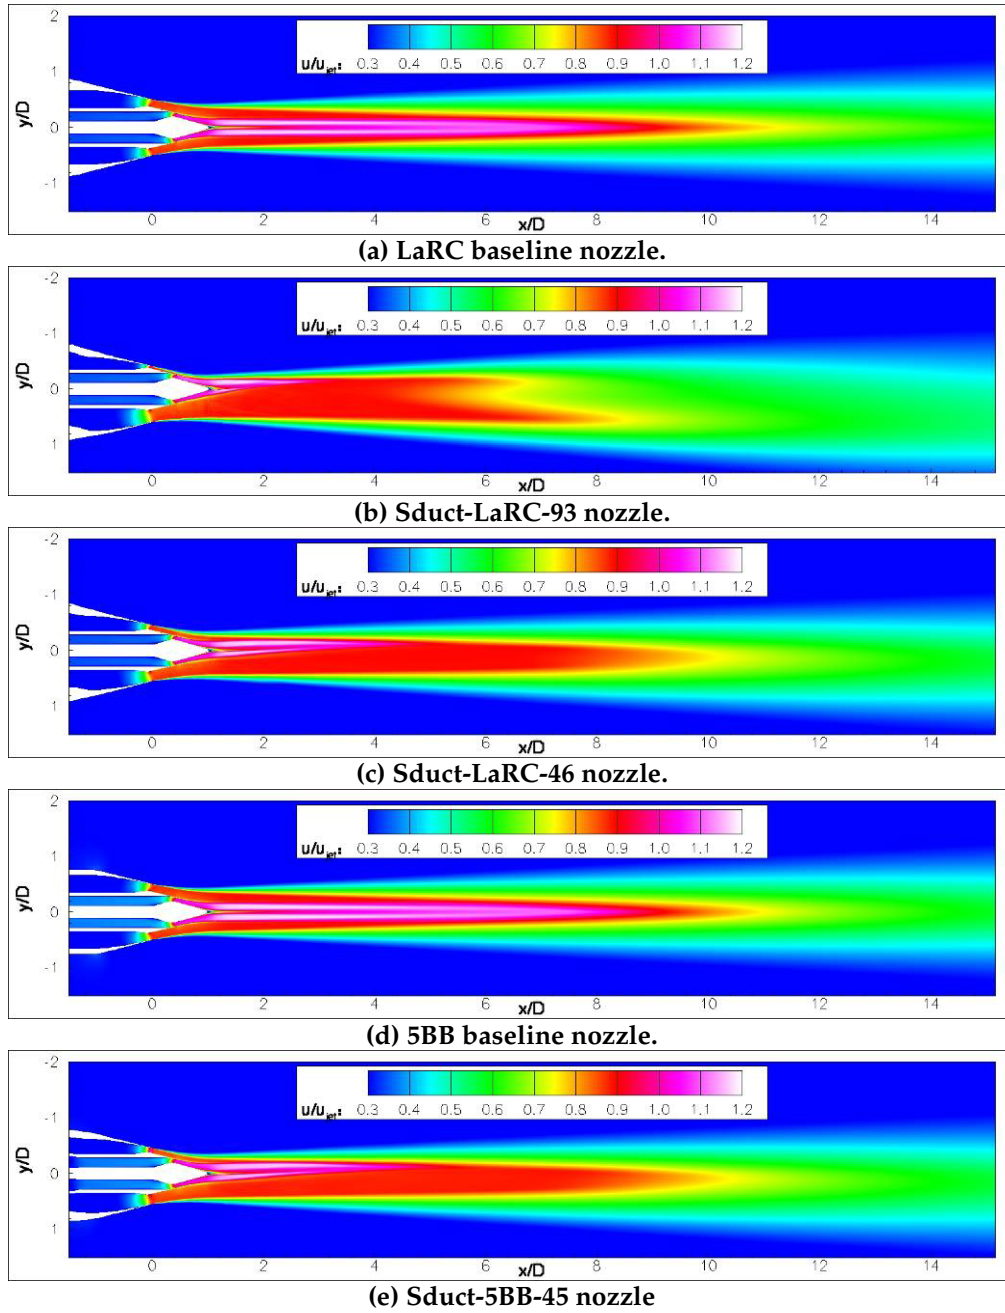 2
1
0
-1
y/D
u/u_jet:
0.3 0.4 0.5 0.6 0.7 0.8 0.9 1.0 1.1 1.2
0 2 4 6 8 10 12 14
x/D
(a) LaRC baseline nozzle.
-2
-1
0
1
y/D
u/u_jet:
0.3 0.4 0.5 0.6 0.7 0.8 0.9 1.0 1.1 1.2
0 2 4 6 8 10 12 14
x/D
(b) Sduct-LaRC-93 nozzle.
-2
-1
0
1
y/D
u/u_jet:
0.3 0.4 0.5 0.6 0.7 0.8 0.9 1.0 1.1 1.2
0 2 4 6 8 10 12 14
x/D
(c) Sduct-LaRC-46 nozzle.
2
1
0
-1
y/D
u/u_jet:
0.3 0.4 0.5 0.6 0.7 0.8 0.9 1.0 1.1 1.2
0 2 4 6 8 10 12 14
x/D
(d) 5BB baseline nozzle.
-2
-1
0
1
y/D
u/u_jet:
0.3 0.4 0.5 0.6 0.7 0.8 0.9 1.0 1.1 1.2
0 2 4 6 8 10 12 14
x/D
(e) Sduct-5BB-45 nozzle